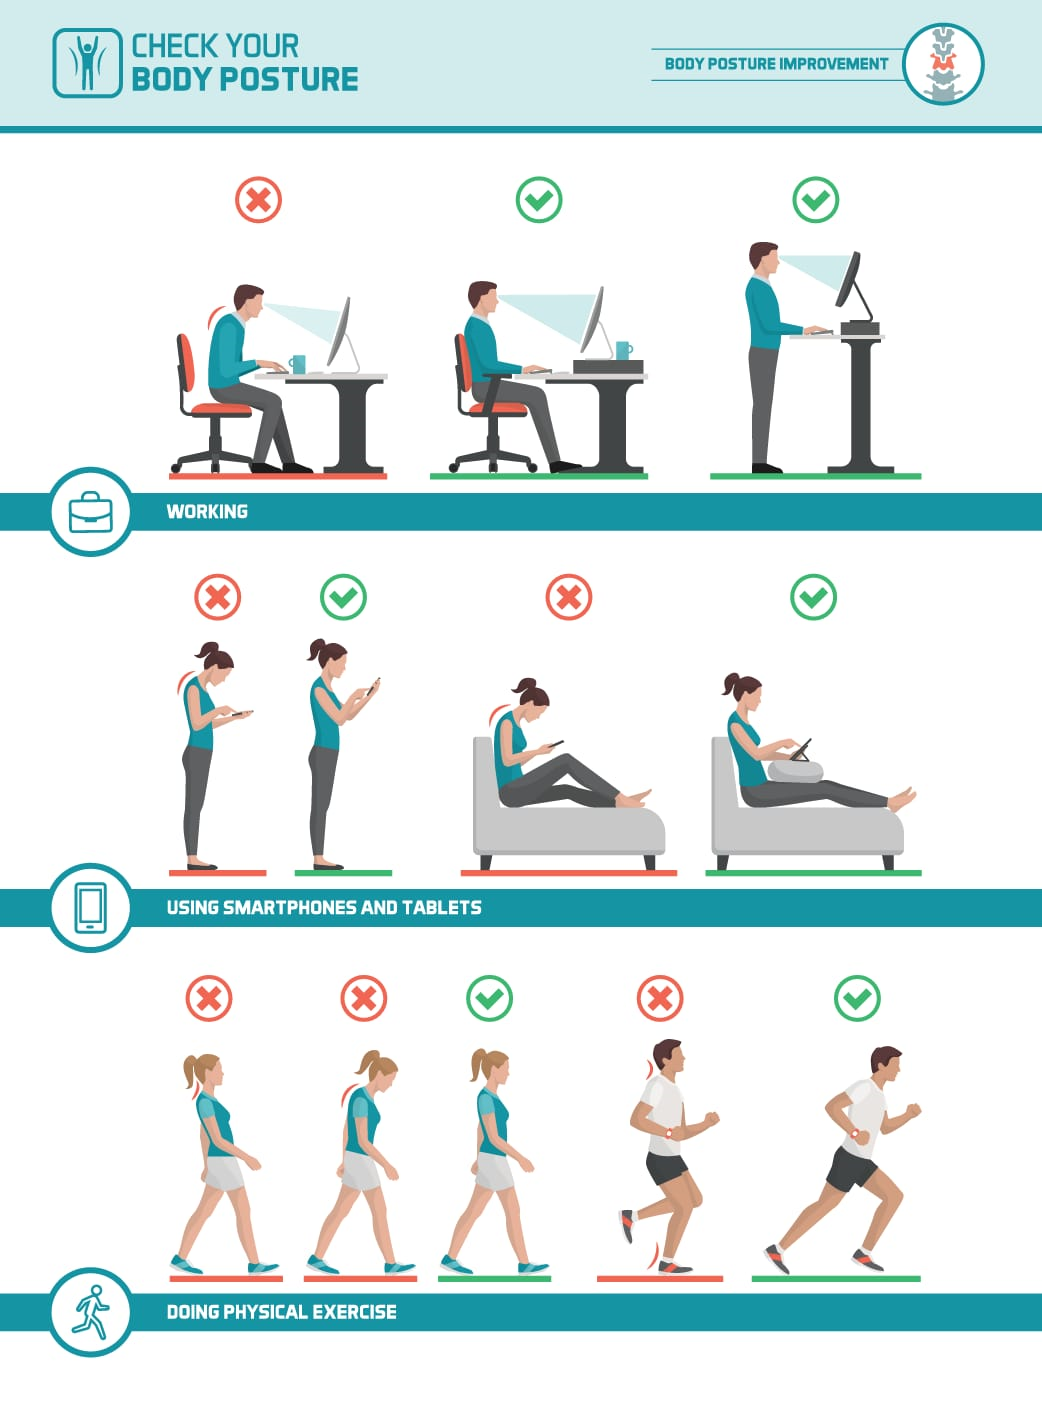 CHECK YOUR
BODY POSTURE
BODY POSTURE IMPROVEMENT
WORKING
USING SMARTPHONES AND TABLETS
DOING PHYSICAL EXERCISE